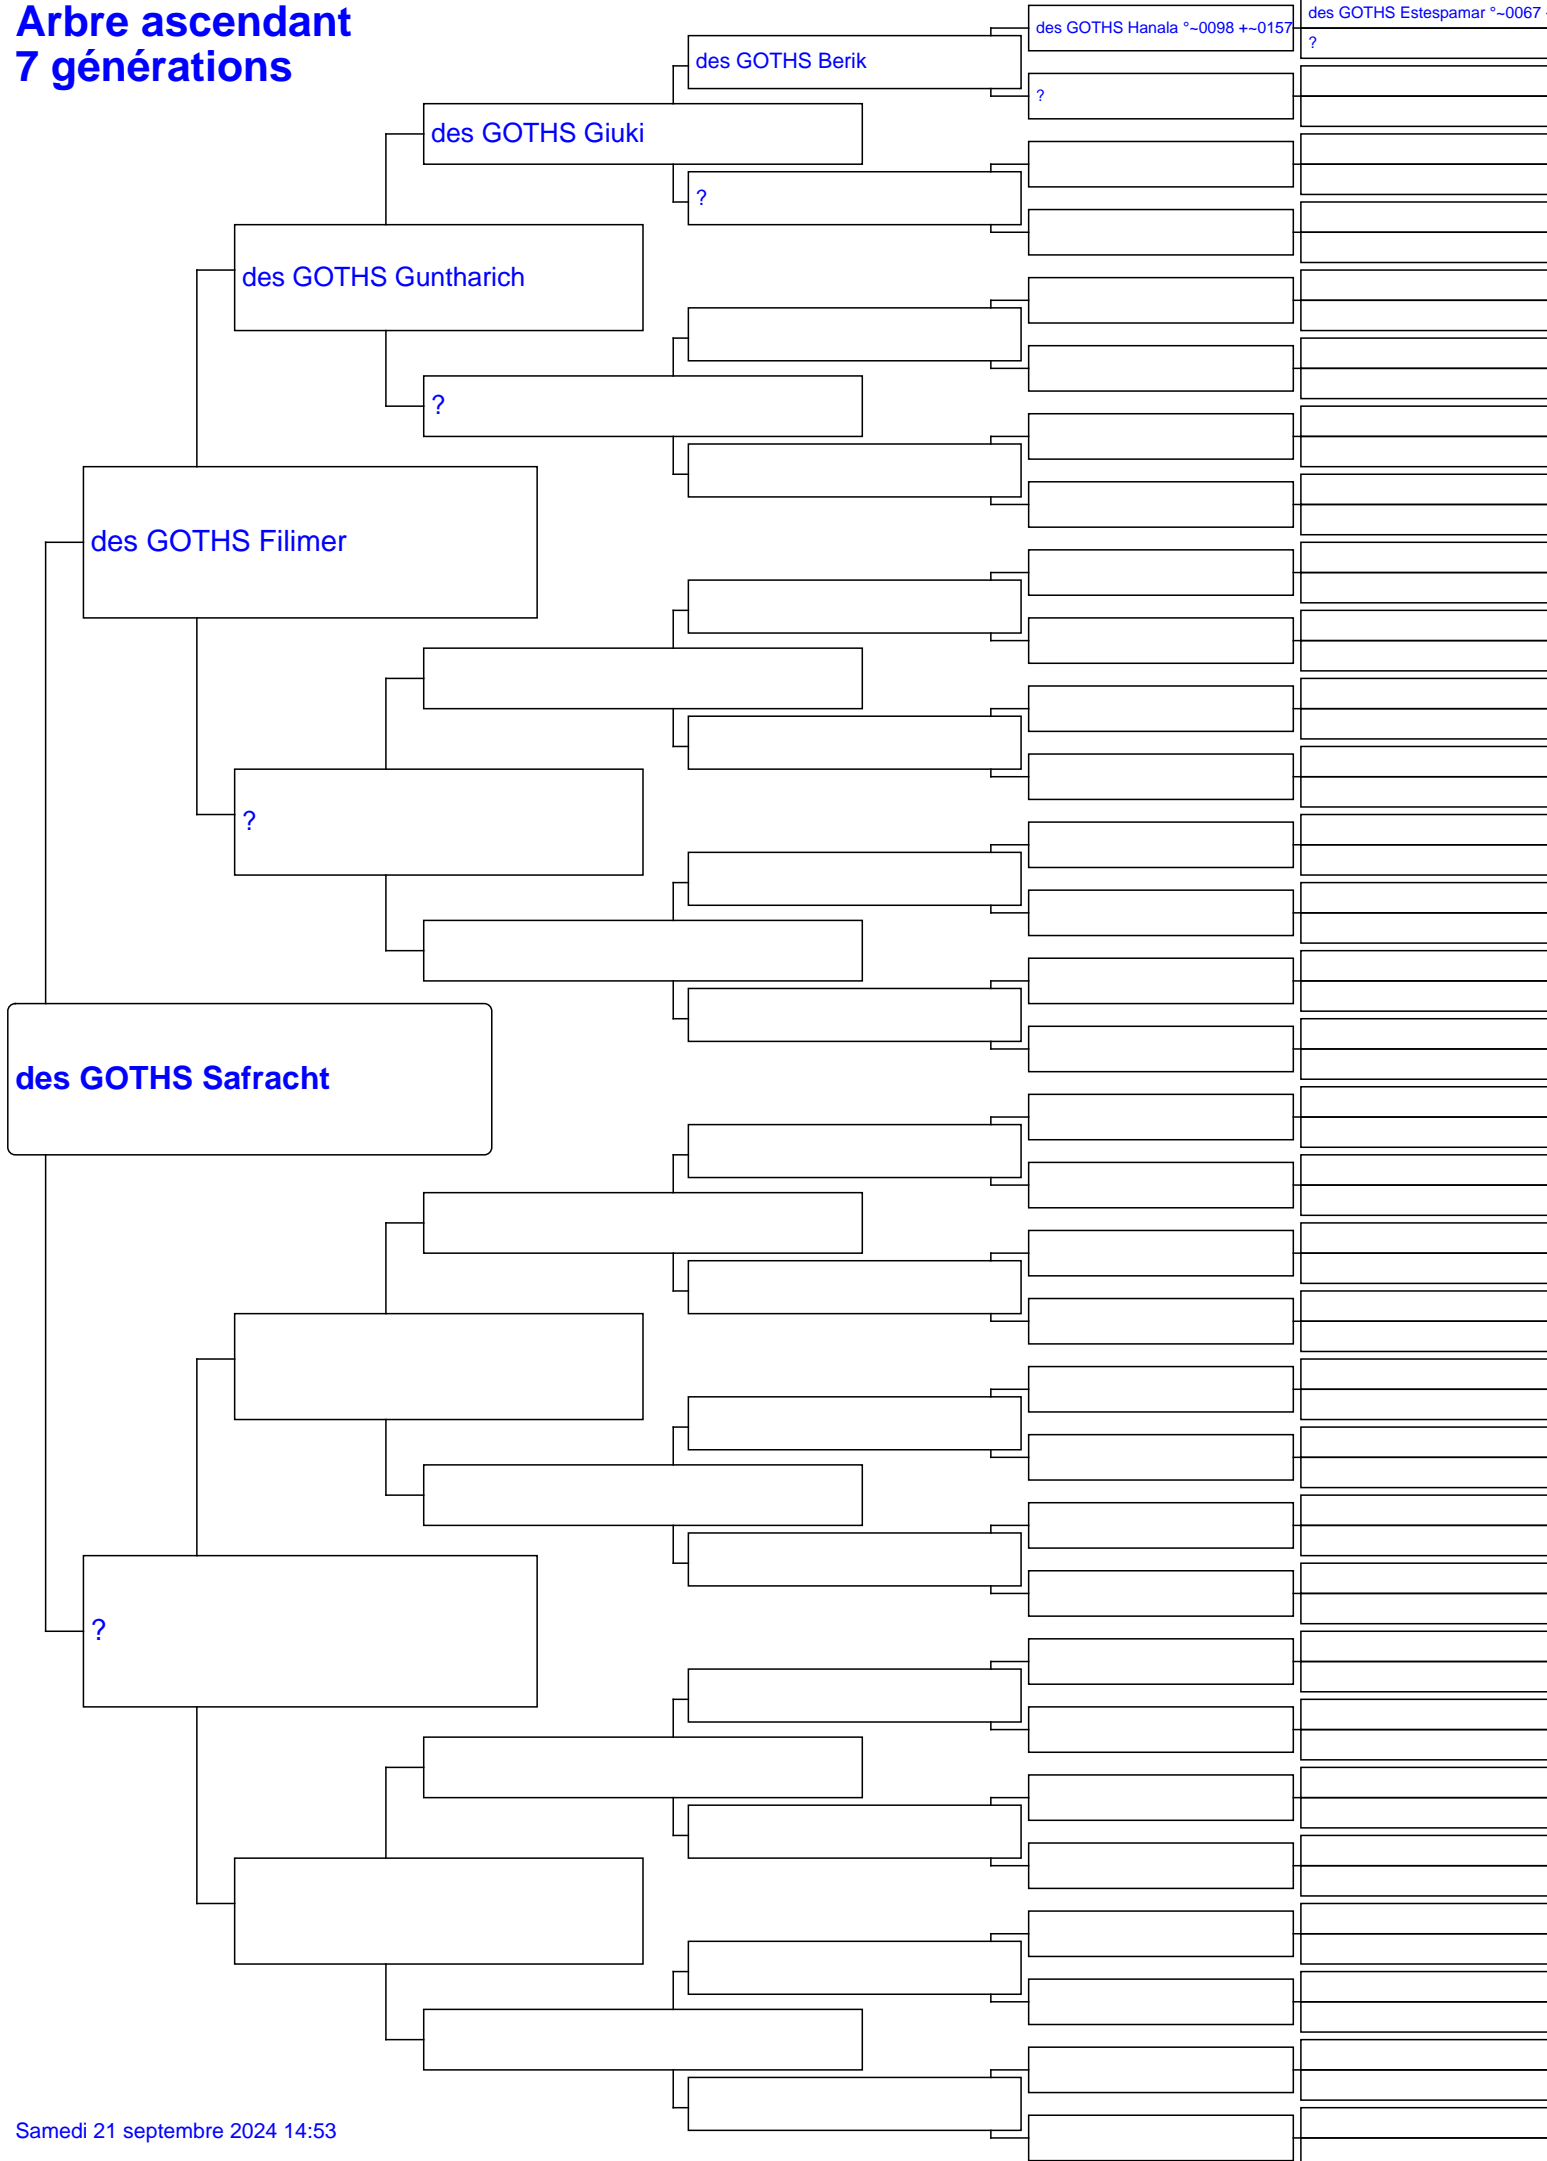 Arbre ascendant
7 générations
des GOTHS Estespamar °~0067
des GOTHS Hanala °~0098 +~0157
?
des GOTHS Berik
?
des GOTHS Giuki
?
des GOTHS Guntharich
?
des GOTHS Filimer
?
des GOTHS Safracht
?
Samedi 21 septembre 2024 14:53